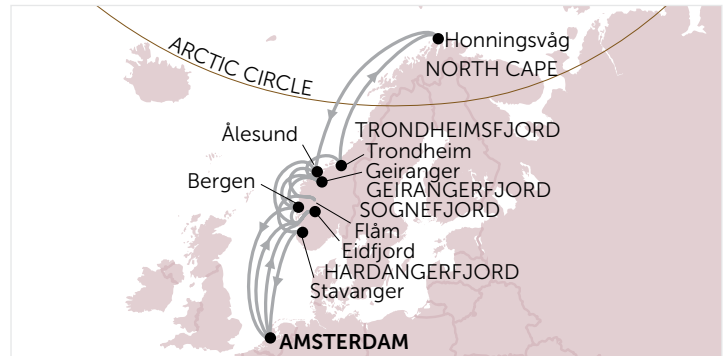 Honningsvåg
ARCTIC CIRCLE
NORTH CAPE
Ålesund
TRONDHEIMSFJORD
Trondheim
Geiranger
Bergen
GEIRANGERFJORD
SOGNEFJORD
Flåm
Eidfjord
HARDANGERFJORD
Stavanger
AMSTERDAM